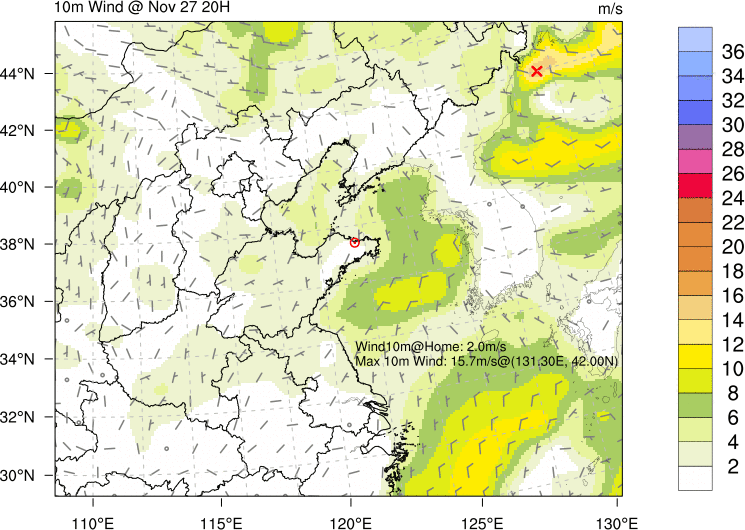 10m Wind @ Nov 27 20H
m/s
44°N
42°N
40°N
38°N
36°N
34°N
32°N
30°N
110°E
115°E
120°E
125°E
130°E
Wind10m@Home: 2.0m/s
Max 10m Wind: 15.7m/s@(131.30E, 42.00N)
36
34
32
30
28
26
24
22
20
18
16
14
12
10
8
6
4
2